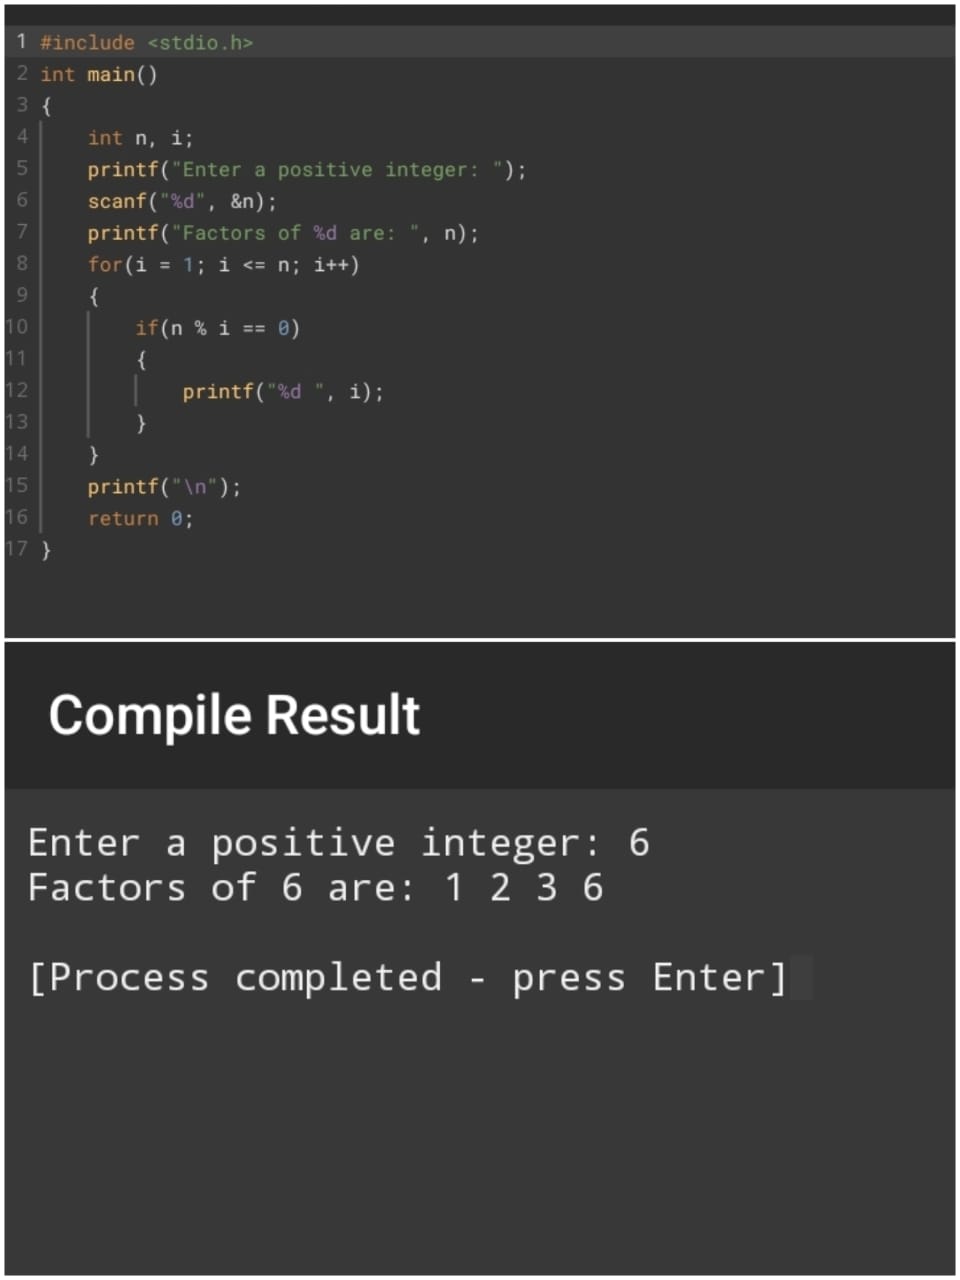 1 #include <stdio.h>
2 int main()
3 {
4     int n, i;
5     printf("Enter a positive integer: ");
6     scanf("%d", &n);
7     printf("Factors of %d are: ", n);
8     for(i = 1; i <= n; i++)
9     {
10         if(n % i == 0)
11         {
12             printf("%d ", i);
13         }
14     }
15     printf("\n");
16     return 0;
17 }
Compile Result
Enter a positive integer: 6
Factors of 6 are: 1 2 3 6
[Process completed - press Enter]